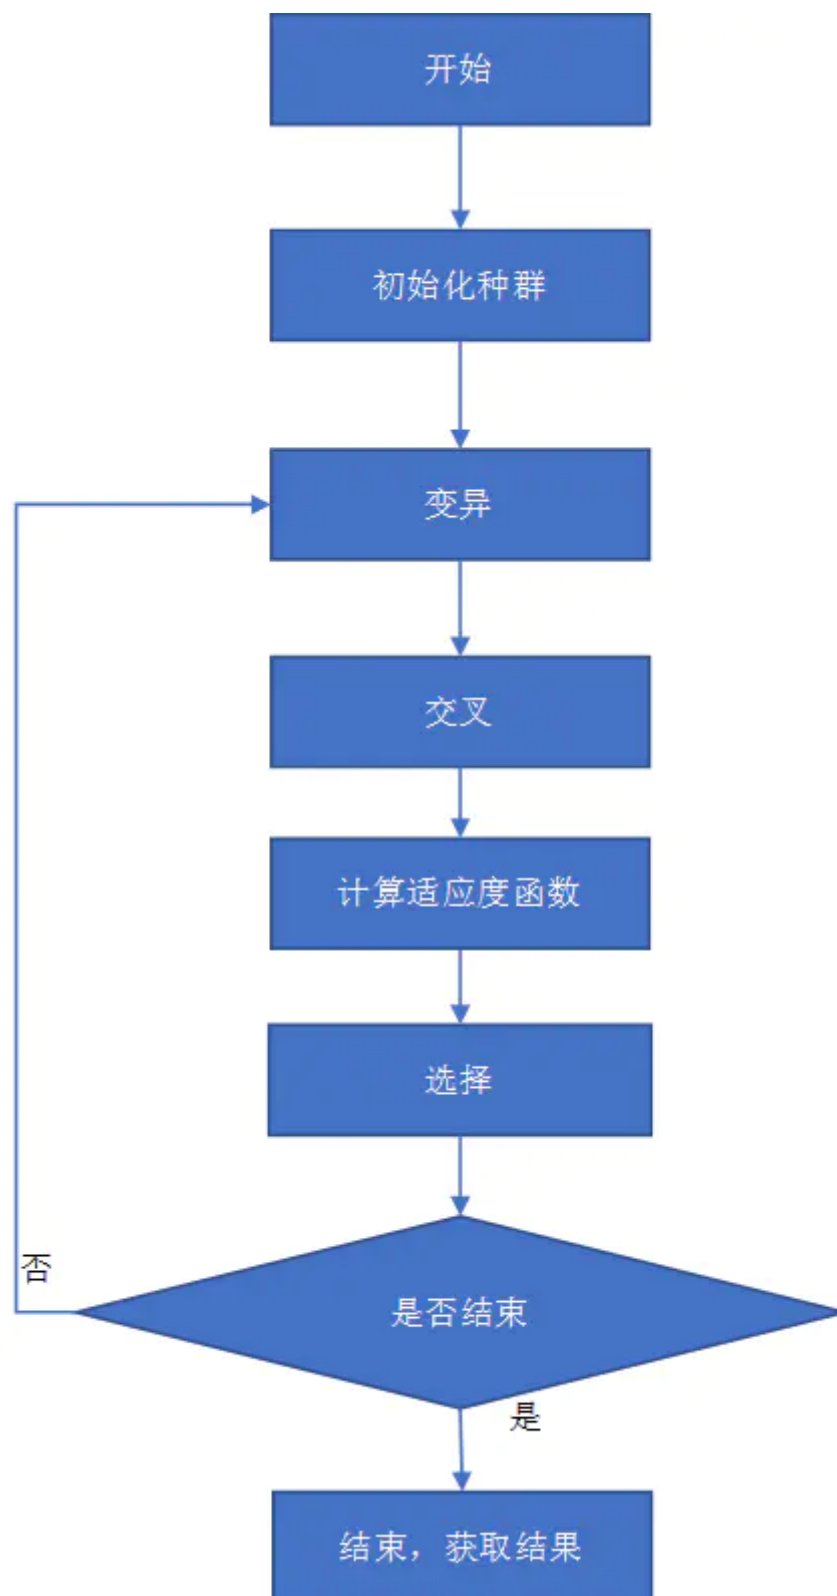 开始
初始化种群
变异
交叉
计算适应度函数
选择
否
是否结束
是
结束，获取结果